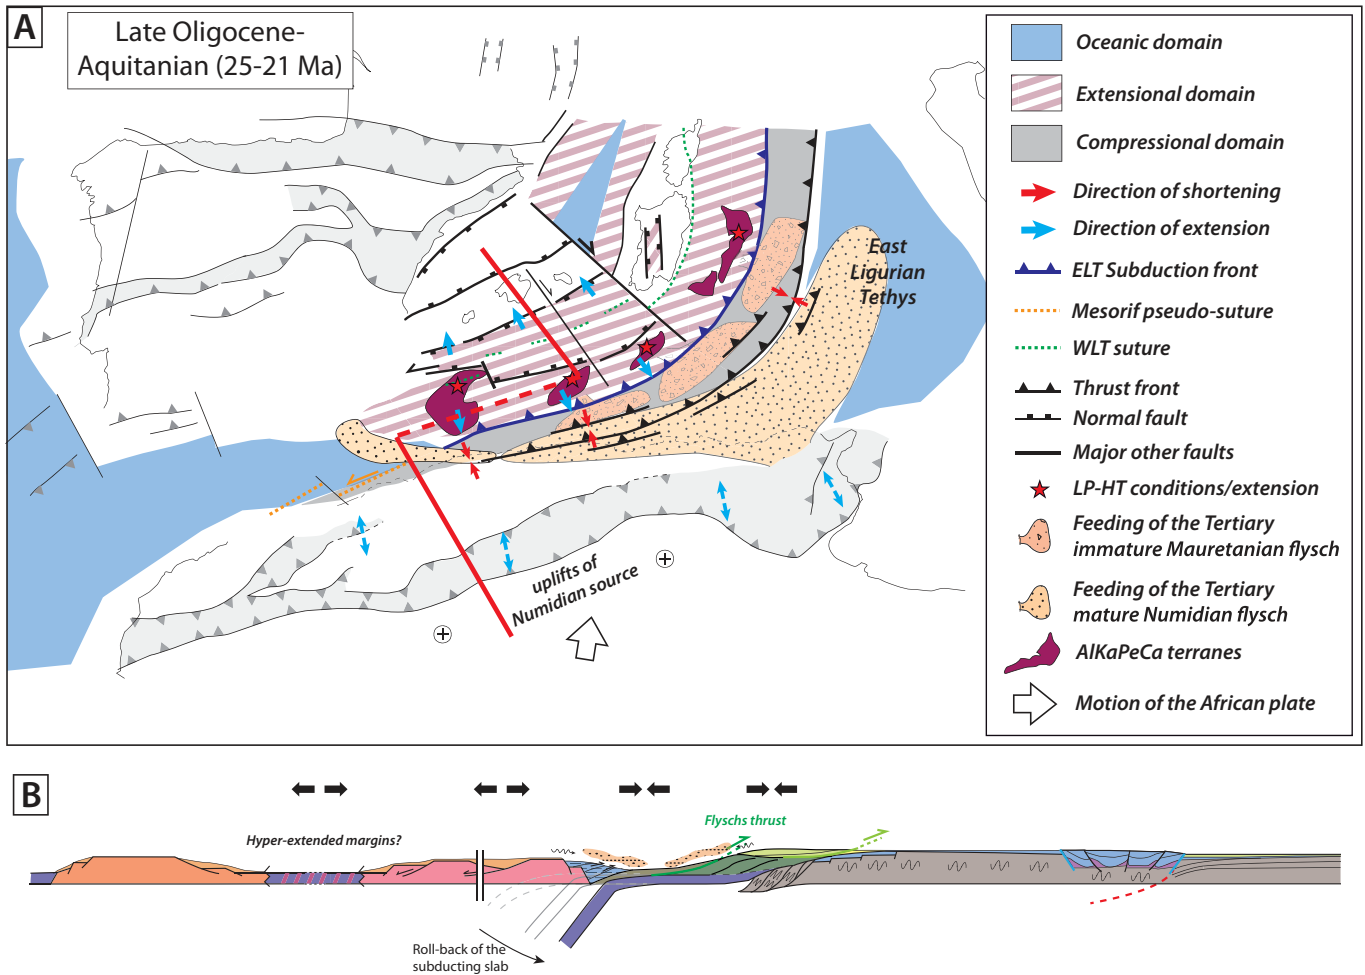 A
Late Oligocene-
Aquitanian (25-21 Ma)
East
Ligurian
Tethys
uplifts of
Numidian source
Oceanic domain
Extensional domain
Compressional domain
Direction of shortening
Direction of extension
ELT Subduction front
Mesorif pseudo-suture
WLT suture
Thrust front
Normal fault
Major other faults
LP-HT conditions/extension
Feeding of the Tertiary
immature Mauretanian flysch
Feeding of the Tertiary
mature Numidian flysch
AlKaPeCa terranes
Motion of the African plate
B
Hyper-extended margins?
Flyschs thrust
Roll-back of the
subducting slab